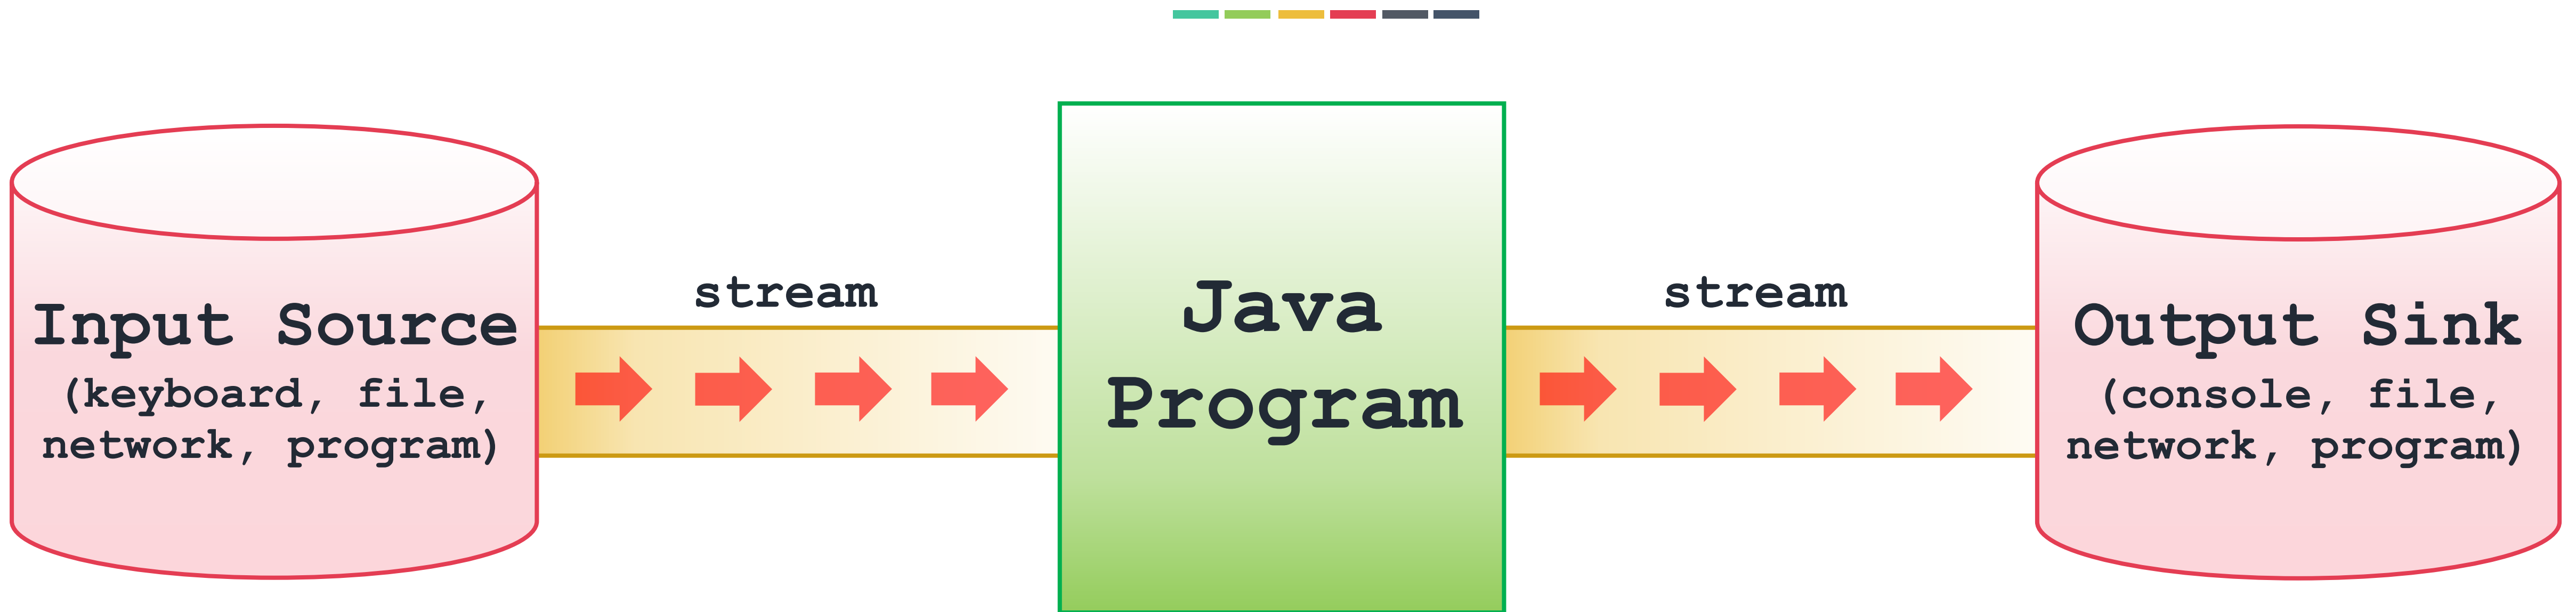 Input Source
(keyboard, file,
network, program)
stream
Java
Program
stream
Output Sink
(console, file,
network, program)